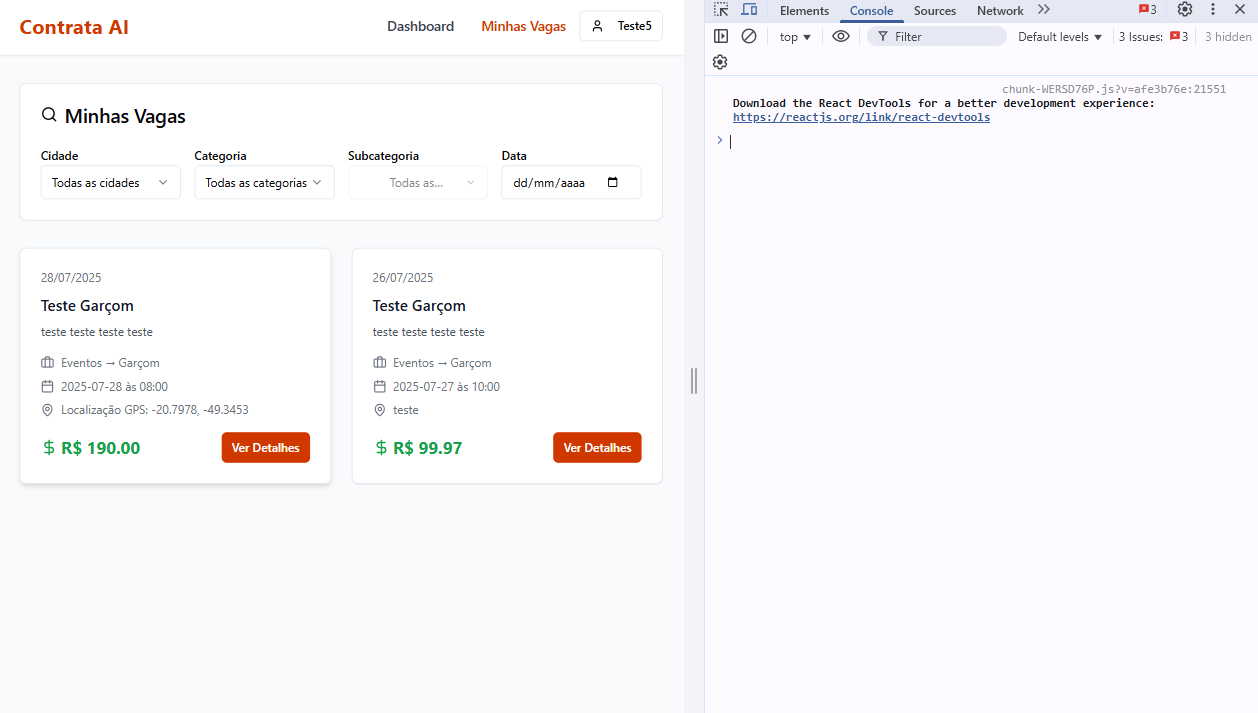 Contrata AI
Dashboard
Minhas Vagas
Teste5
Minhas Vagas
Cidade
Categoria
Subcategoria
Data
Todas as cidades
Todas as categorias
Todas as...
dd/mm/aaaa
28/07/2025
Teste Garçom
teste teste teste teste
Eventos → Garçom
2025-07-28 às 08:00
Localização GPS: -20.7978, -49.3453
$ R$ 190.00
Ver Detalhes
26/07/2025
Teste Garçom
teste teste teste teste
Eventos → Garçom
2025-07-27 às 10:00
teste
$ R$ 99.97
Ver Detalhes
Elements
Console
Sources
Network
3
top
Filter
Default levels
3 Issues: 3
3 hidden
chunk-WERSD76P.js?v=afe3b76e:21551
Download the React DevTools for a better development experience:
https://reactjs.org/link/react-devtools